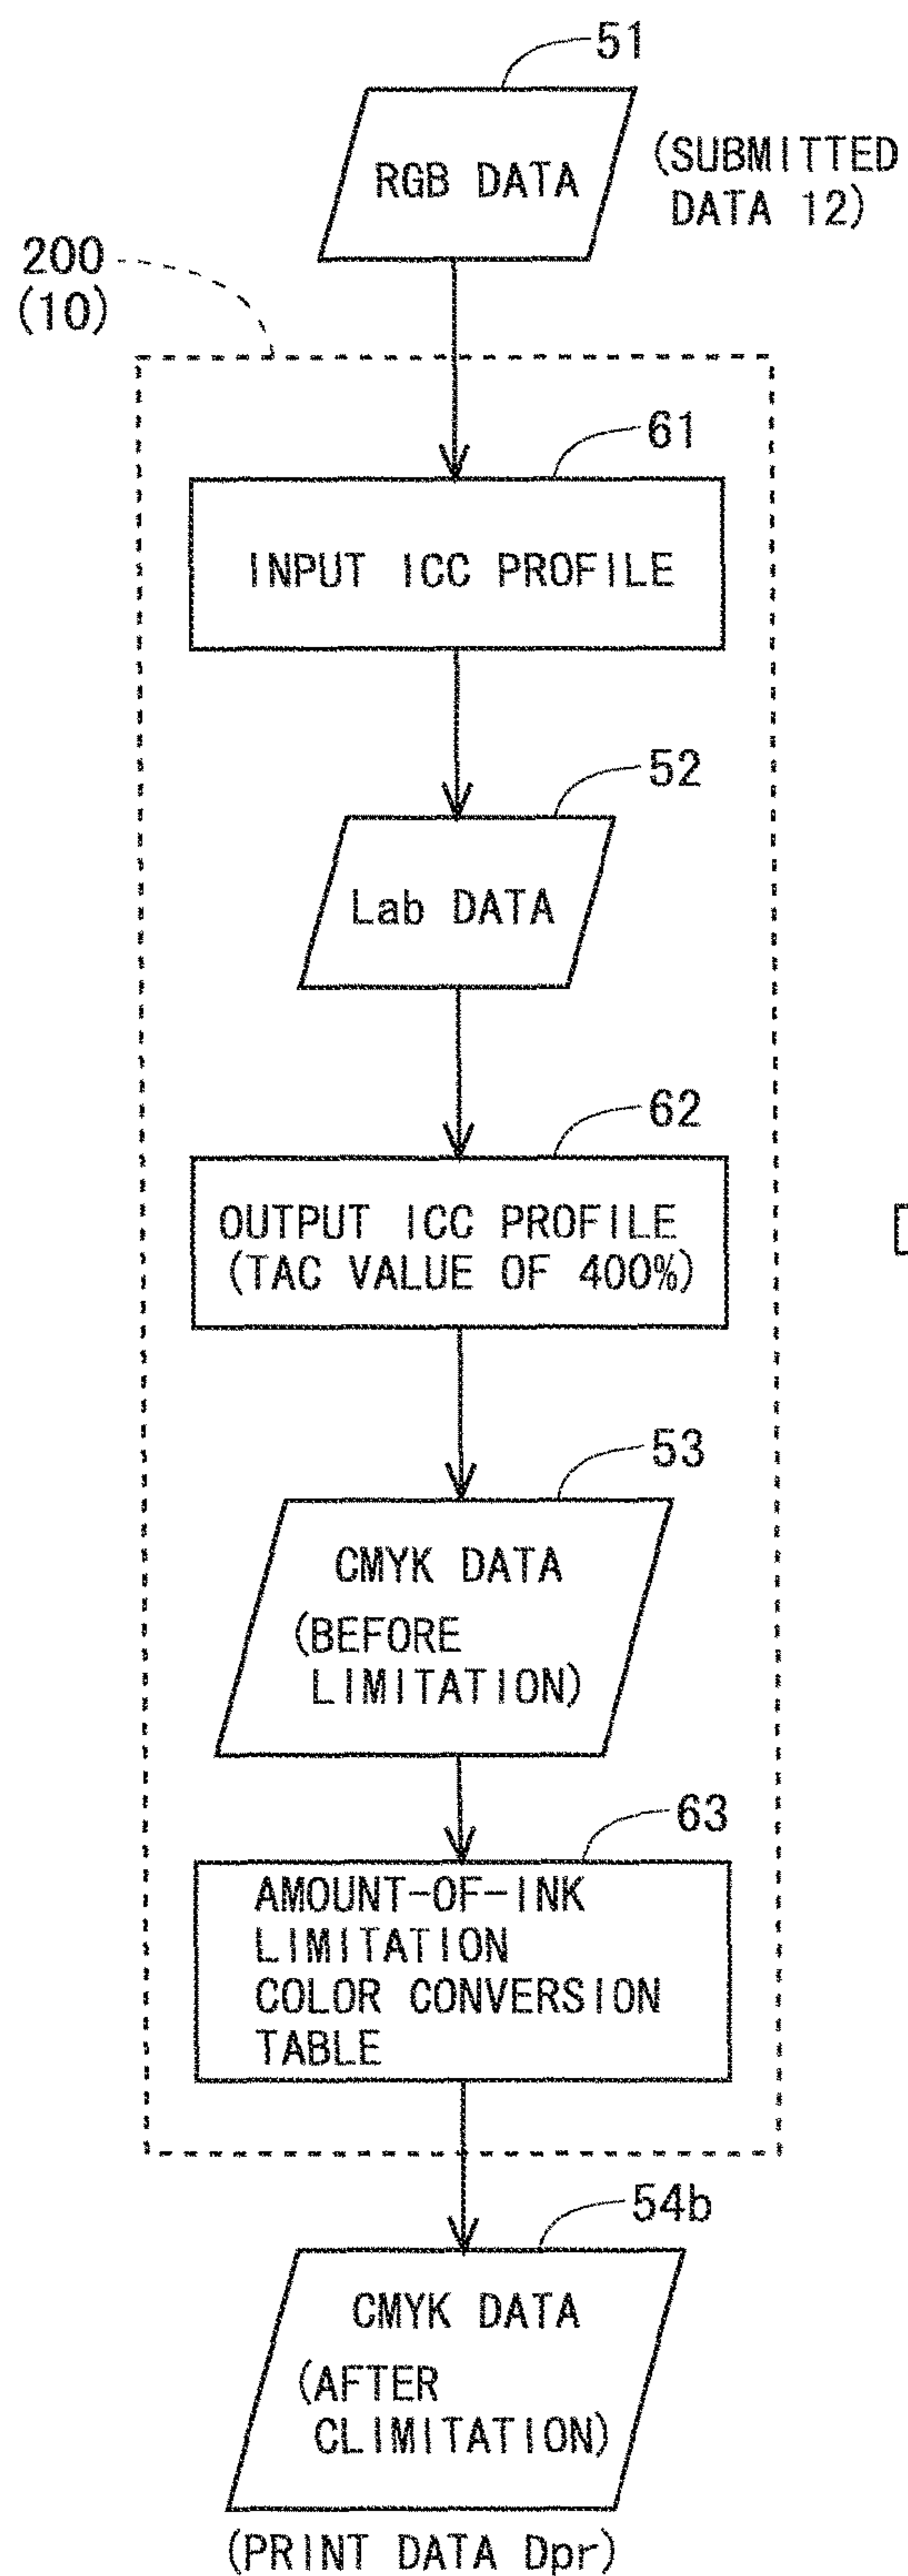 51
RGB DATA
(SUBMITTED
DATA 12)
200
(10)
61
INPUT ICC PROFILE
52
Lab DATA
62
OUTPUT ICC PROFILE
(TAC VALUE OF 400%)
53
CMYK DATA
(BEFORE
LIMITATION)
63
AMOUNT-OF-INK
LIMITATION
COLOR CONVERSION
TABLE
54b
CMYK DATA
(AFTER
CLIMITATION)
(PRINT DATA Dpr)